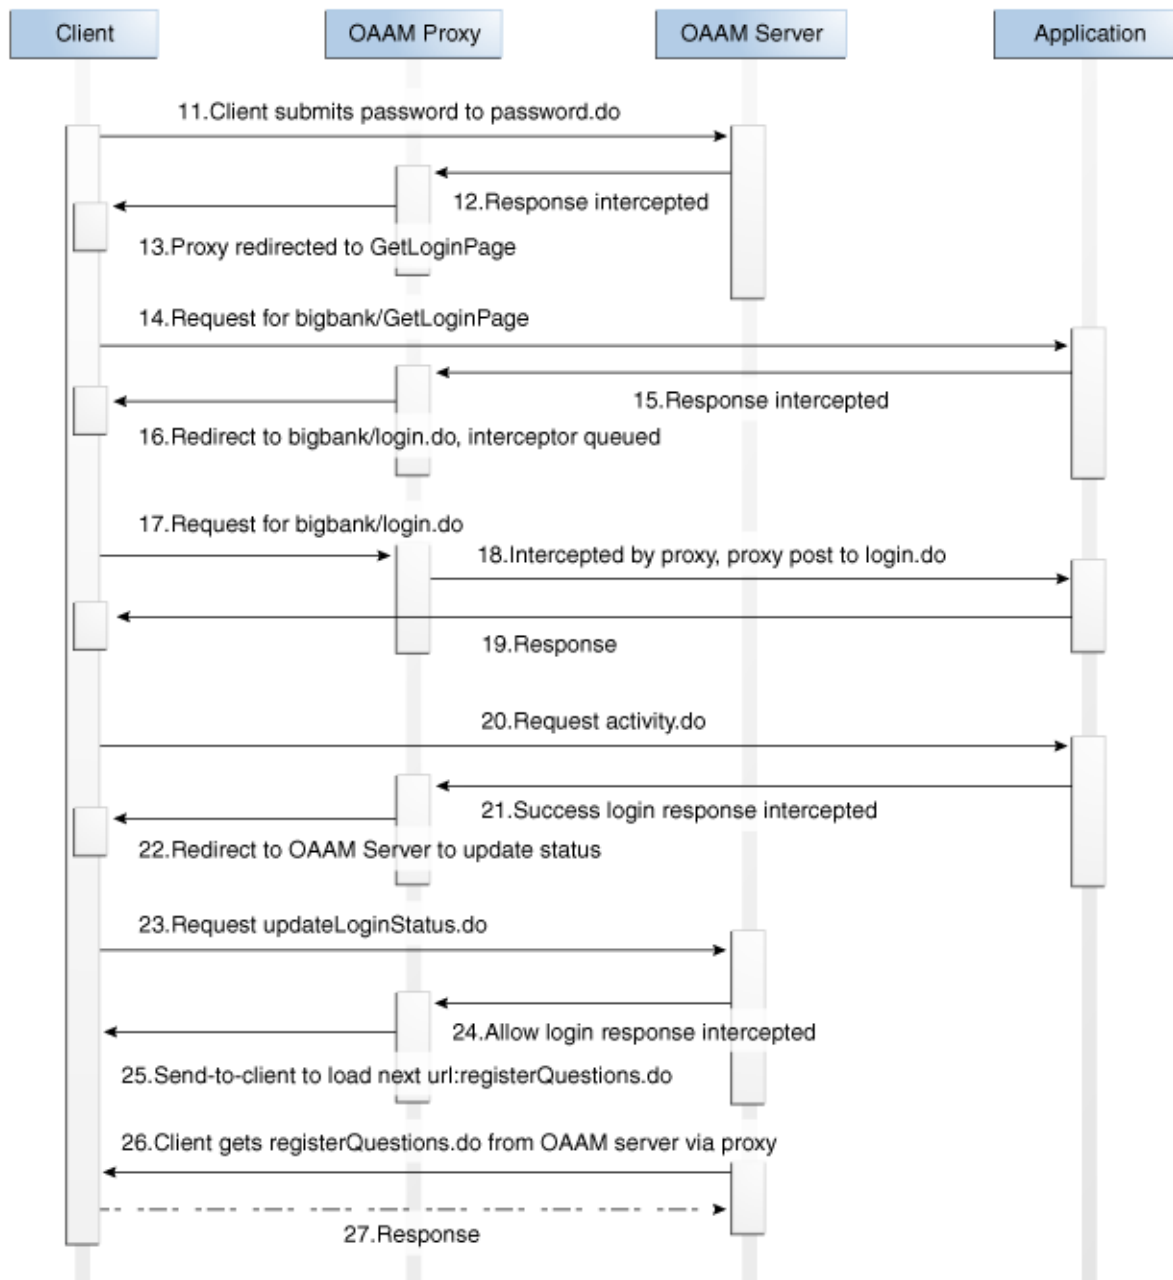 Client
OAAM Proxy
OAAM Server
Application
11.Client submits password to password.do
12.Response intercepted
13.Proxy redirected to GetLoginPage
14.Request for bigbank/GetLoginPage
15.Response intercepted
16.Redirect to bigbank/login.do, interceptor queued
17.Request for bigbank/login.do
18.Intercepted by proxy, proxy post to login.do
19.Response
20.Request activity.do
21.Success login response intercepted
22.Redirect to OAAM Server to update status
23.Request updateLoginStatus.do
24.Allow login response intercepted
25.Send-to-client to load next url:registerQuestions.do
26.Client gets registerQuestions.do from OAAM server via proxy
27.Response